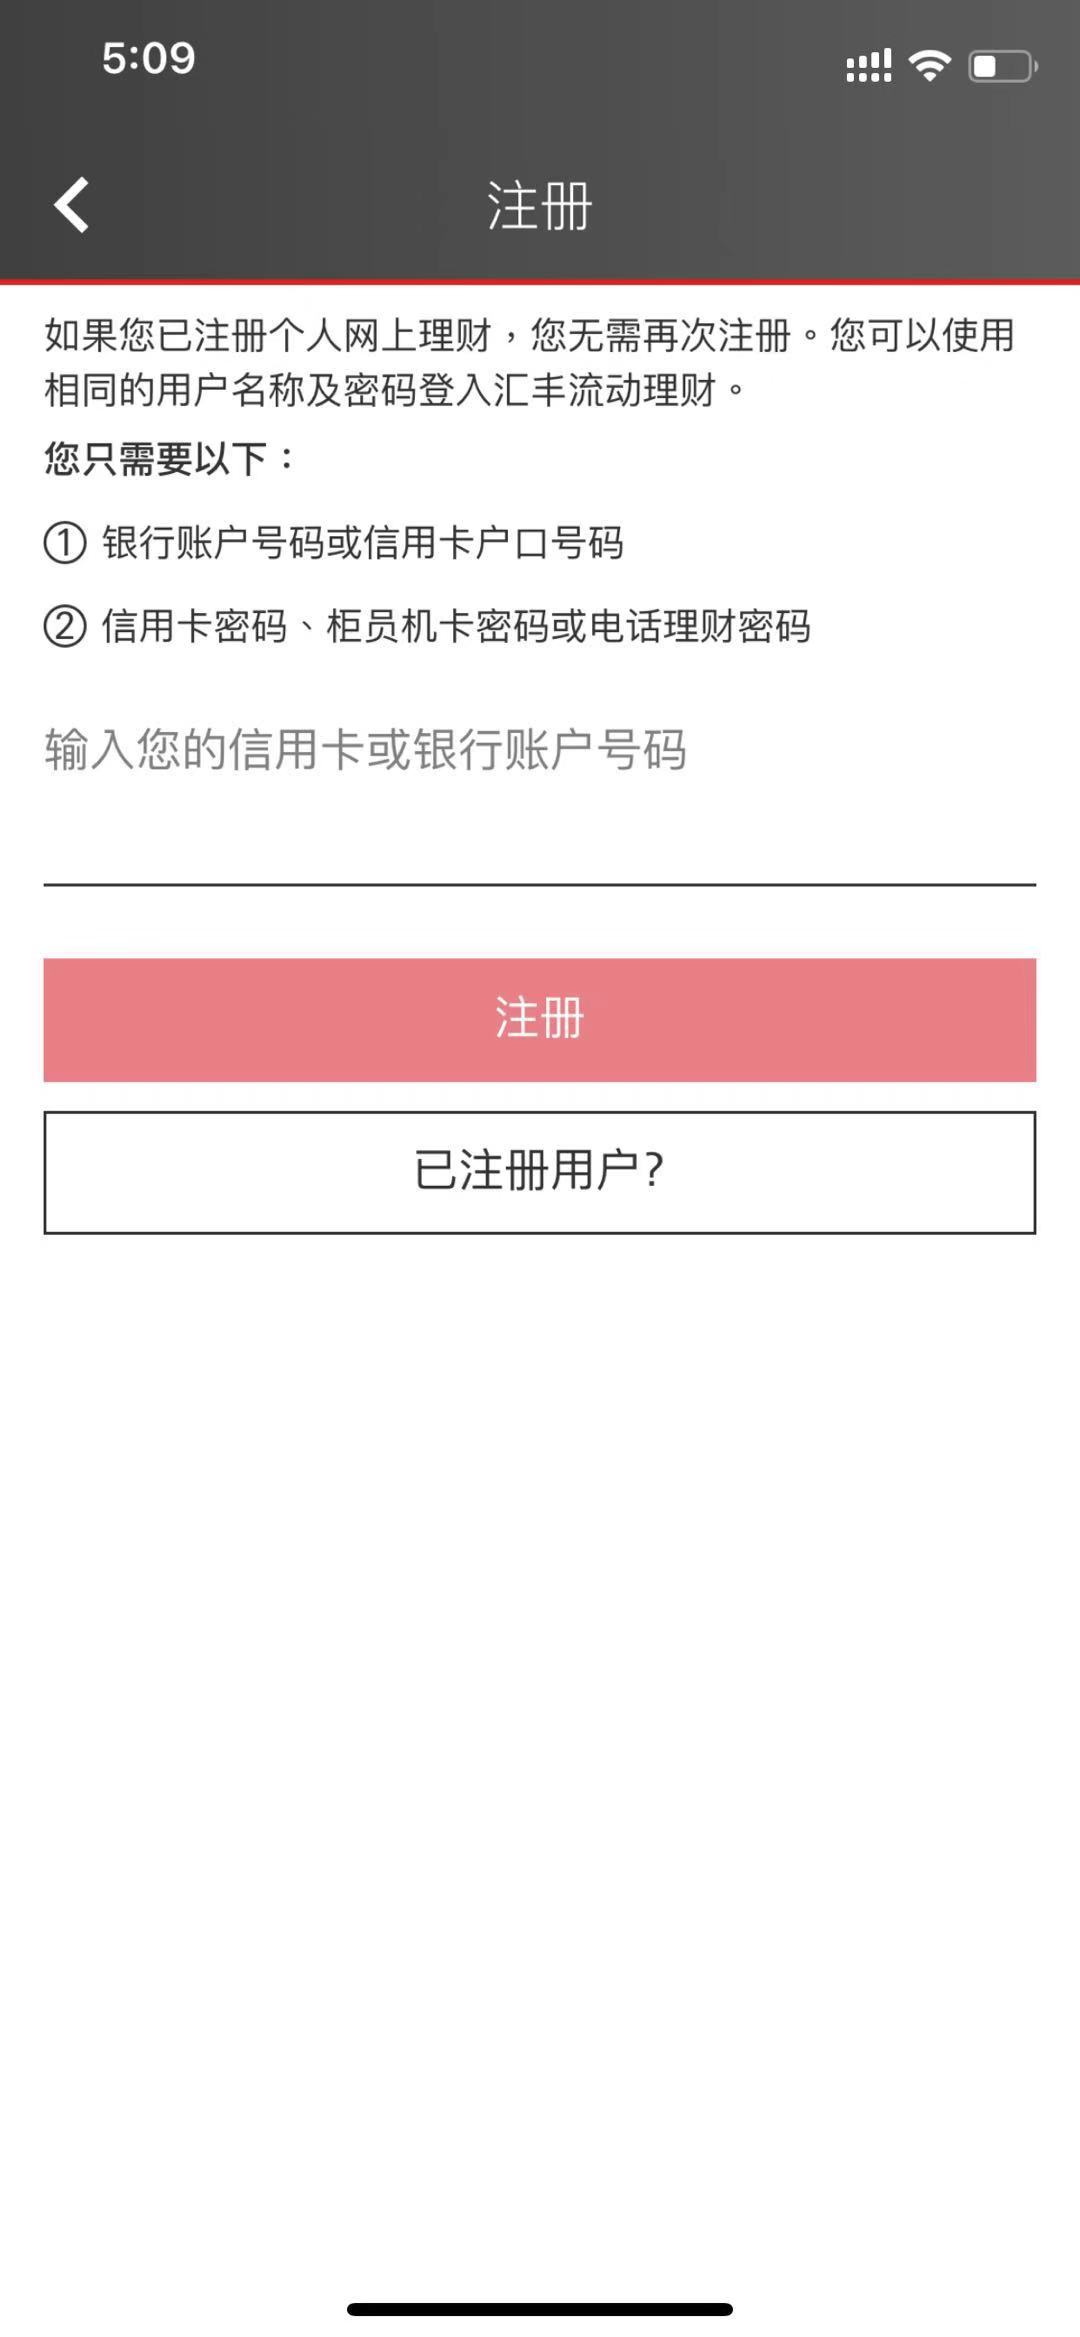 5:09
注册
如果您已注册个人网上理财，您无需再次注册。您可以使用
相同的用户名称及密码登入汇丰流动理财。
您只需要以下：
① 银行账户号码或信用卡户口号码
② 信用卡密码、柜员机卡密码或电话理财密码
输入您的信用卡或银行账户号码
注册
已注册用户?